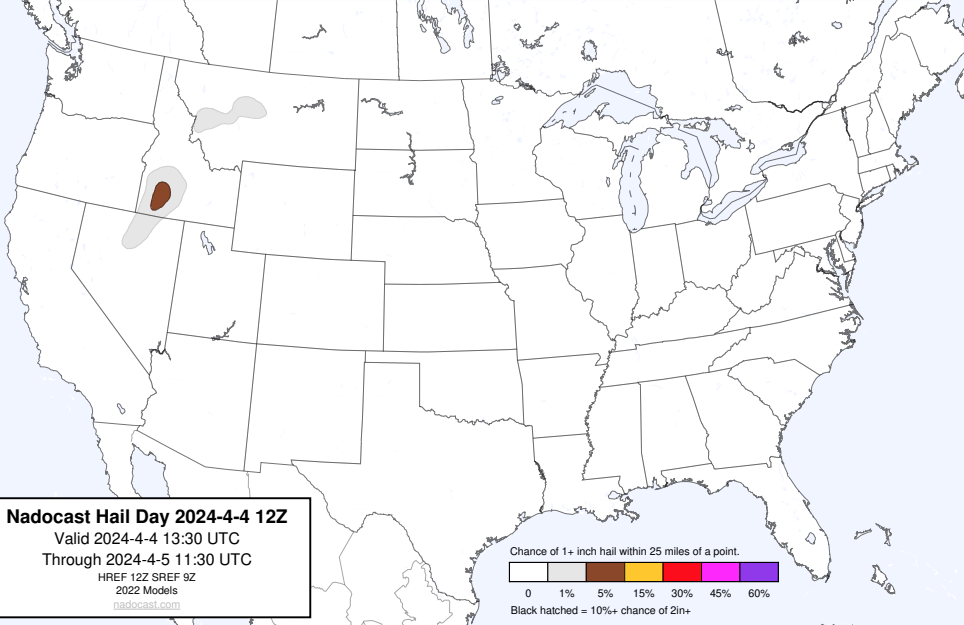 Nadocast Hail Day 2024-4-4 12Z
Valid 2024-4-4 13:30 UTC
Through 2024-4-5 11:30 UTC
HREF 12Z SREF 9Z
2022 Models
nadocast.com
Chance of 1+ inch hail within 25 miles of a point.
0 1% 5% 15% 30% 45% 60%
Black hatched = 10%+ chance of 2in+